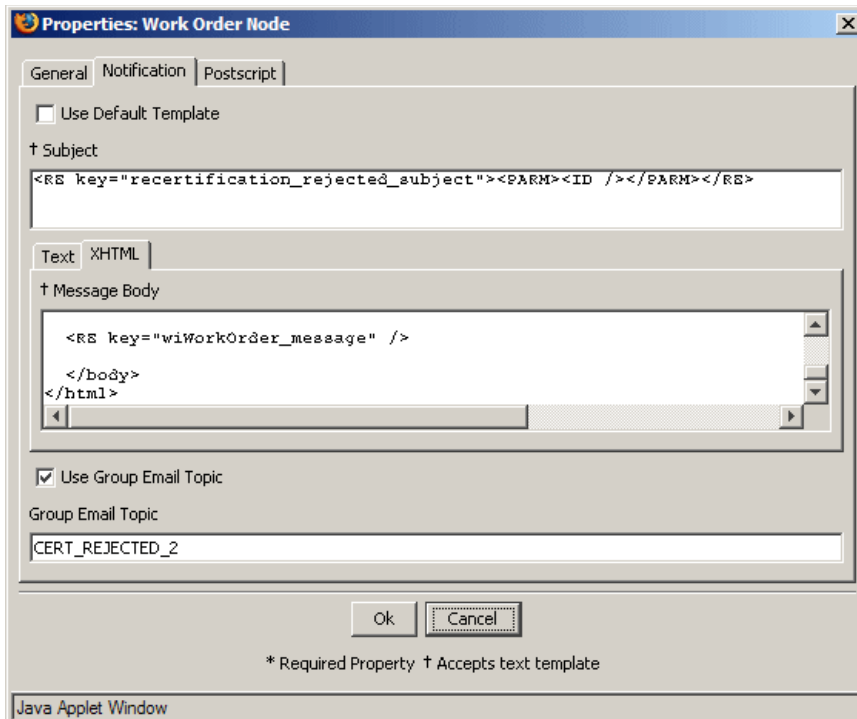 Properties: Work Order Node
General Notification Postscript
Use Default Template
† Subject
<RE key="recertification_rejected_subject"><PARM><ID /></PARM></RE>
Text XHTML
† Message Body
<RE key="wiWorkOrder_message" />
</body>
</html>
Use Group Email Topic
Group Email Topic
CERT_REJECTED_2
Ok Cancel
* Required Property † Accepts text template
Java Applet Window